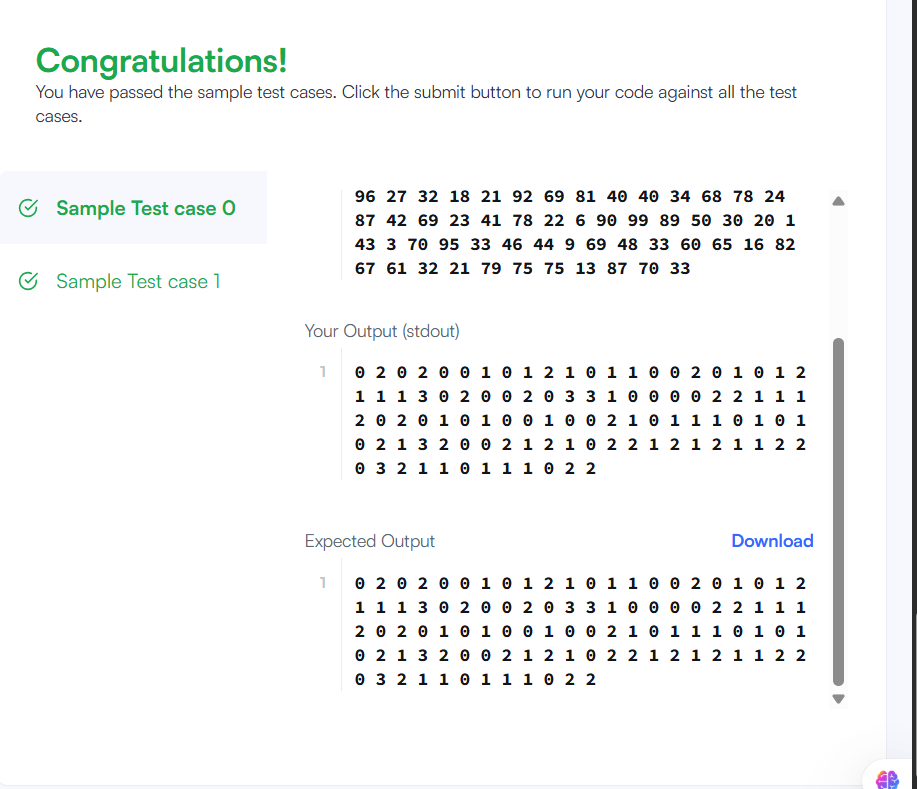 Congratulations!
You have passed the sample test cases. Click the submit button to run your code against all the test
cases.
Sample Test case 0
Sample Test case 1
96 27 32 18 21 92 69 81 40 40 34 68 78 24
87 42 69 23 41 78 22 6 90 99 89 50 30 20 1
43 3 70 95 33 46 44 9 69 48 33 60 65 16 82
67 61 32 21 79 75 75 13 87 70 33
Your Output (stdout)
1
0 2 0 2 0 0 1 0 1 2 1 0 1 1 0 0 2 0 1 0 1 2
1 1 1 3 0 2 0 0 2 0 3 3 1 0 0 0 0 2 2 1 1 1
2 0 2 0 1 0 1 0 0 1 0 0 2 1 0 1 1 1 0 1 0 1
0 2 1 3 2 0 0 2 1 2 1 0 2 2 1 2 1 2 1 1 2 2
0 3 2 1 1 0 1 1 1 0 2 2
Expected Output
Download
1
0 2 0 2 0 0 1 0 1 2 1 0 1 1 0 0 2 0 1 0 1 2
1 1 1 3 0 2 0 0 2 0 3 3 1 0 0 0 0 2 2 1 1 1
2 0 2 0 1 0 1 0 0 1 0 0 2 1 0 1 1 1 0 1 0 1
0 2 1 3 2 0 0 2 1 2 1 0 2 2 1 2 1 2 1 1 2 2
0 3 2 1 1 0 1 1 1 0 2 2